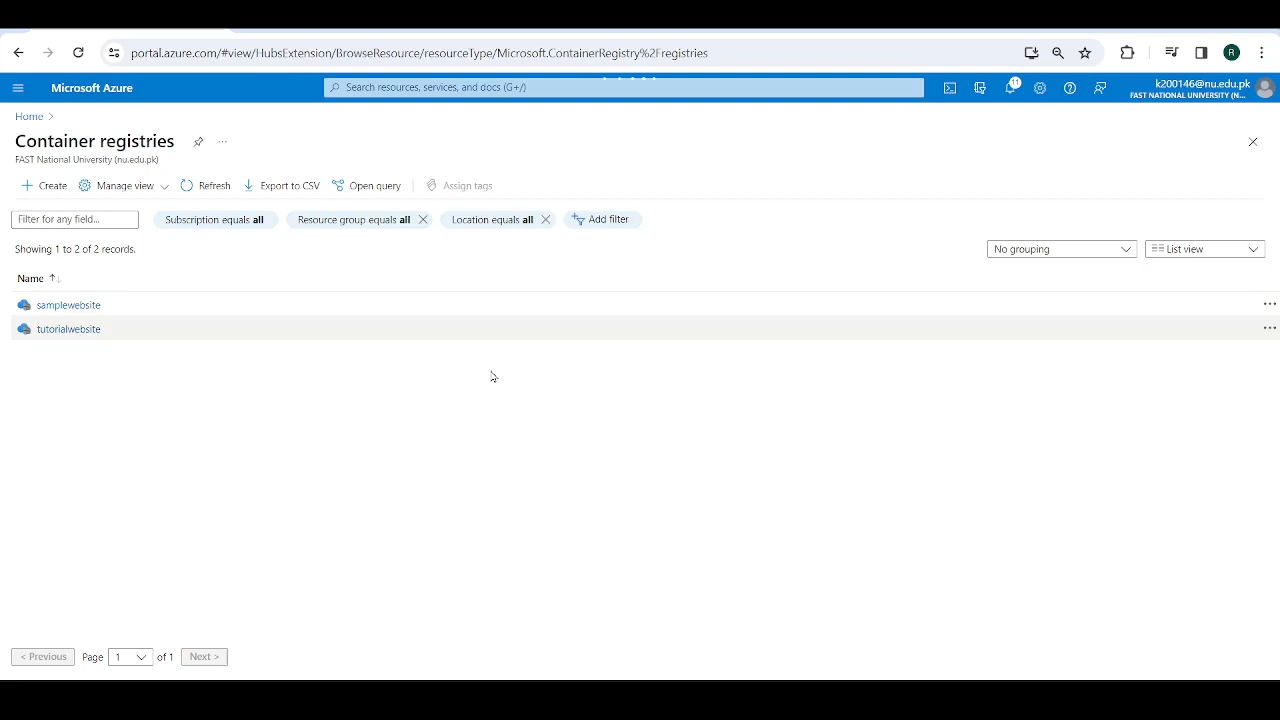 portal.azure.com/#view/HubsExtension/BrowseResource/resourceType/Microsoft.ContainerRegistry%2Fregistries
R
Microsoft Azure
Search resources, services, and docs (G+/)
11
k200146@nu.edu.pk
FAST NATIONAL UNIVERSITY (N...
Home >
Container registries
...
FAST National University (nu.edu.pk)
+ Create
Manage view
Refresh
Export to CSV
Open query
Assign tags
Filter for any field...
Subscription equals all
Resource group equals all
Location equals all
Add filter
Showing 1 to 2 of 2 records.
No grouping
List view
Name ↑↓
samplewebsite
...
tutorialwebsite
...
< Previous
Page
1
of 1
Next >